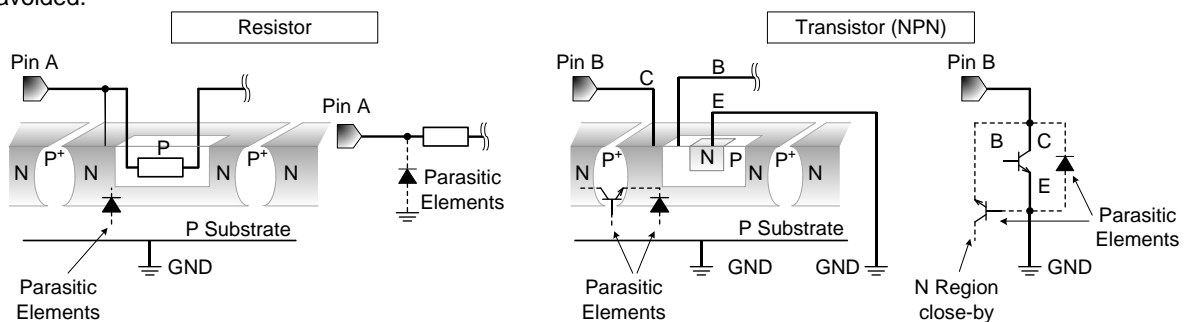 avoided.
Resistor
Transistor (NPN)
Pin A
Pin A
N
P+
N
P
N
P+
N
Parasitic
Elements
P Substrate
GND
Parasitic
Elements
Pin B
C
B
E
N
P+
N
N
P
N
P+
N
P Substrate
GND
GND
Parasitic
Elements
Pin B
B
C
E
Parasitic
Elements
GND
N Region
close-by